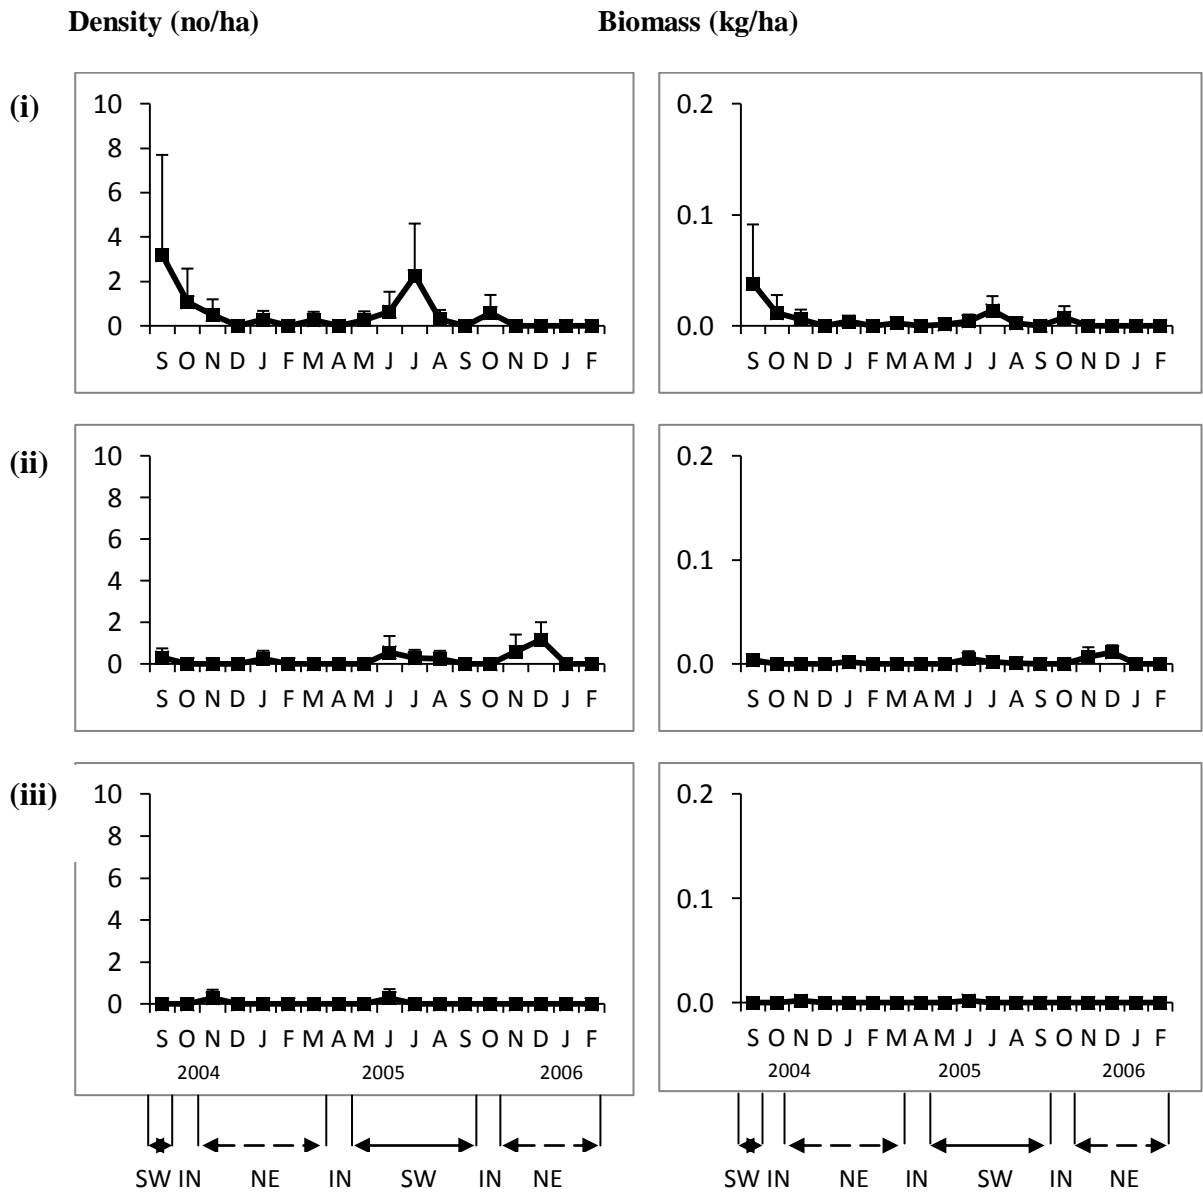 Density (no/ha) Biomass (kg/ha)
(i)
10
8
6
4
2
0
S O N D J F M A M J J A S O N D J F
0.2
0.1
0.0
S O N D J F M A M J J A S O N D J F
(ii)
10
8
6
4
2
0
S O N D J F M A M J J A S O N D J F
0.2
0.1
0.0
S O N D J F M A M J J A S O N D J F
(iii)
10
8
6
4
2
0
S O N D J F M A M J J A S O N D J F
2004 2005 2006
0.2
0.1
0.0
S O N D J F M A M J J A S O N D J F
2004 2005 2006
SW IN NE IN SW IN NE
SW IN NE IN SW IN NE